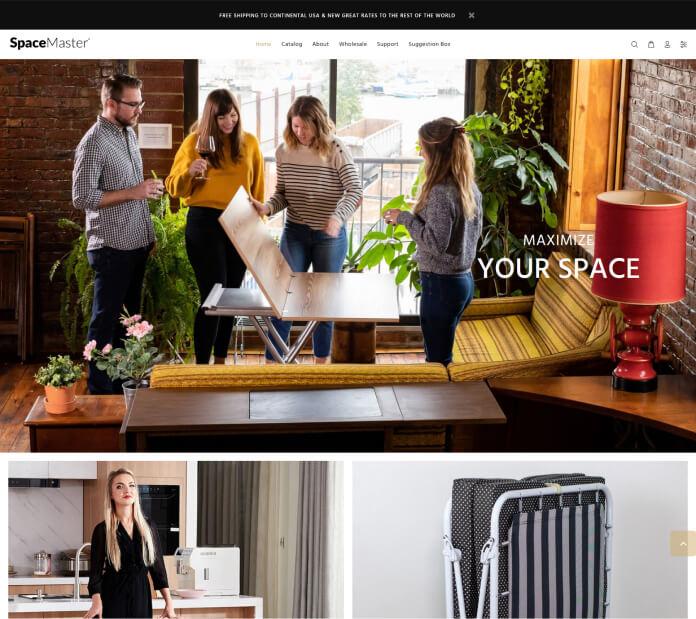 FREE SHIPPING TO CONTINENTAL USA & NEW GREAT RATES TO THE REST OF THE WORLD
SpaceMaster
Home Catalog About Wholesale Support Suggestion Box
MAXIMIZE
YOUR SPACE